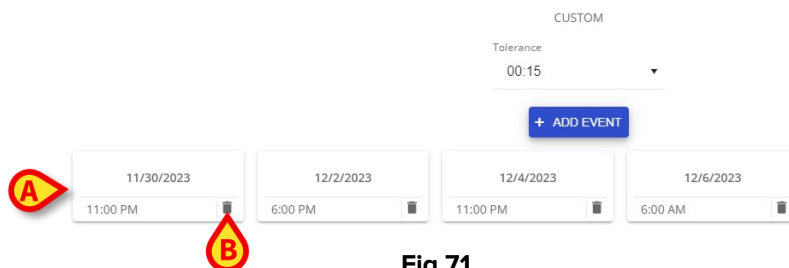 CUSTOM
Tolerance
00:15
+ ADD EVENT
11/30/2023 12/2/2023 12/4/2023 12/6/2023
A
11:00 PM 6:00 PM 11:00 PM 6:00 AM
B
Fig 71